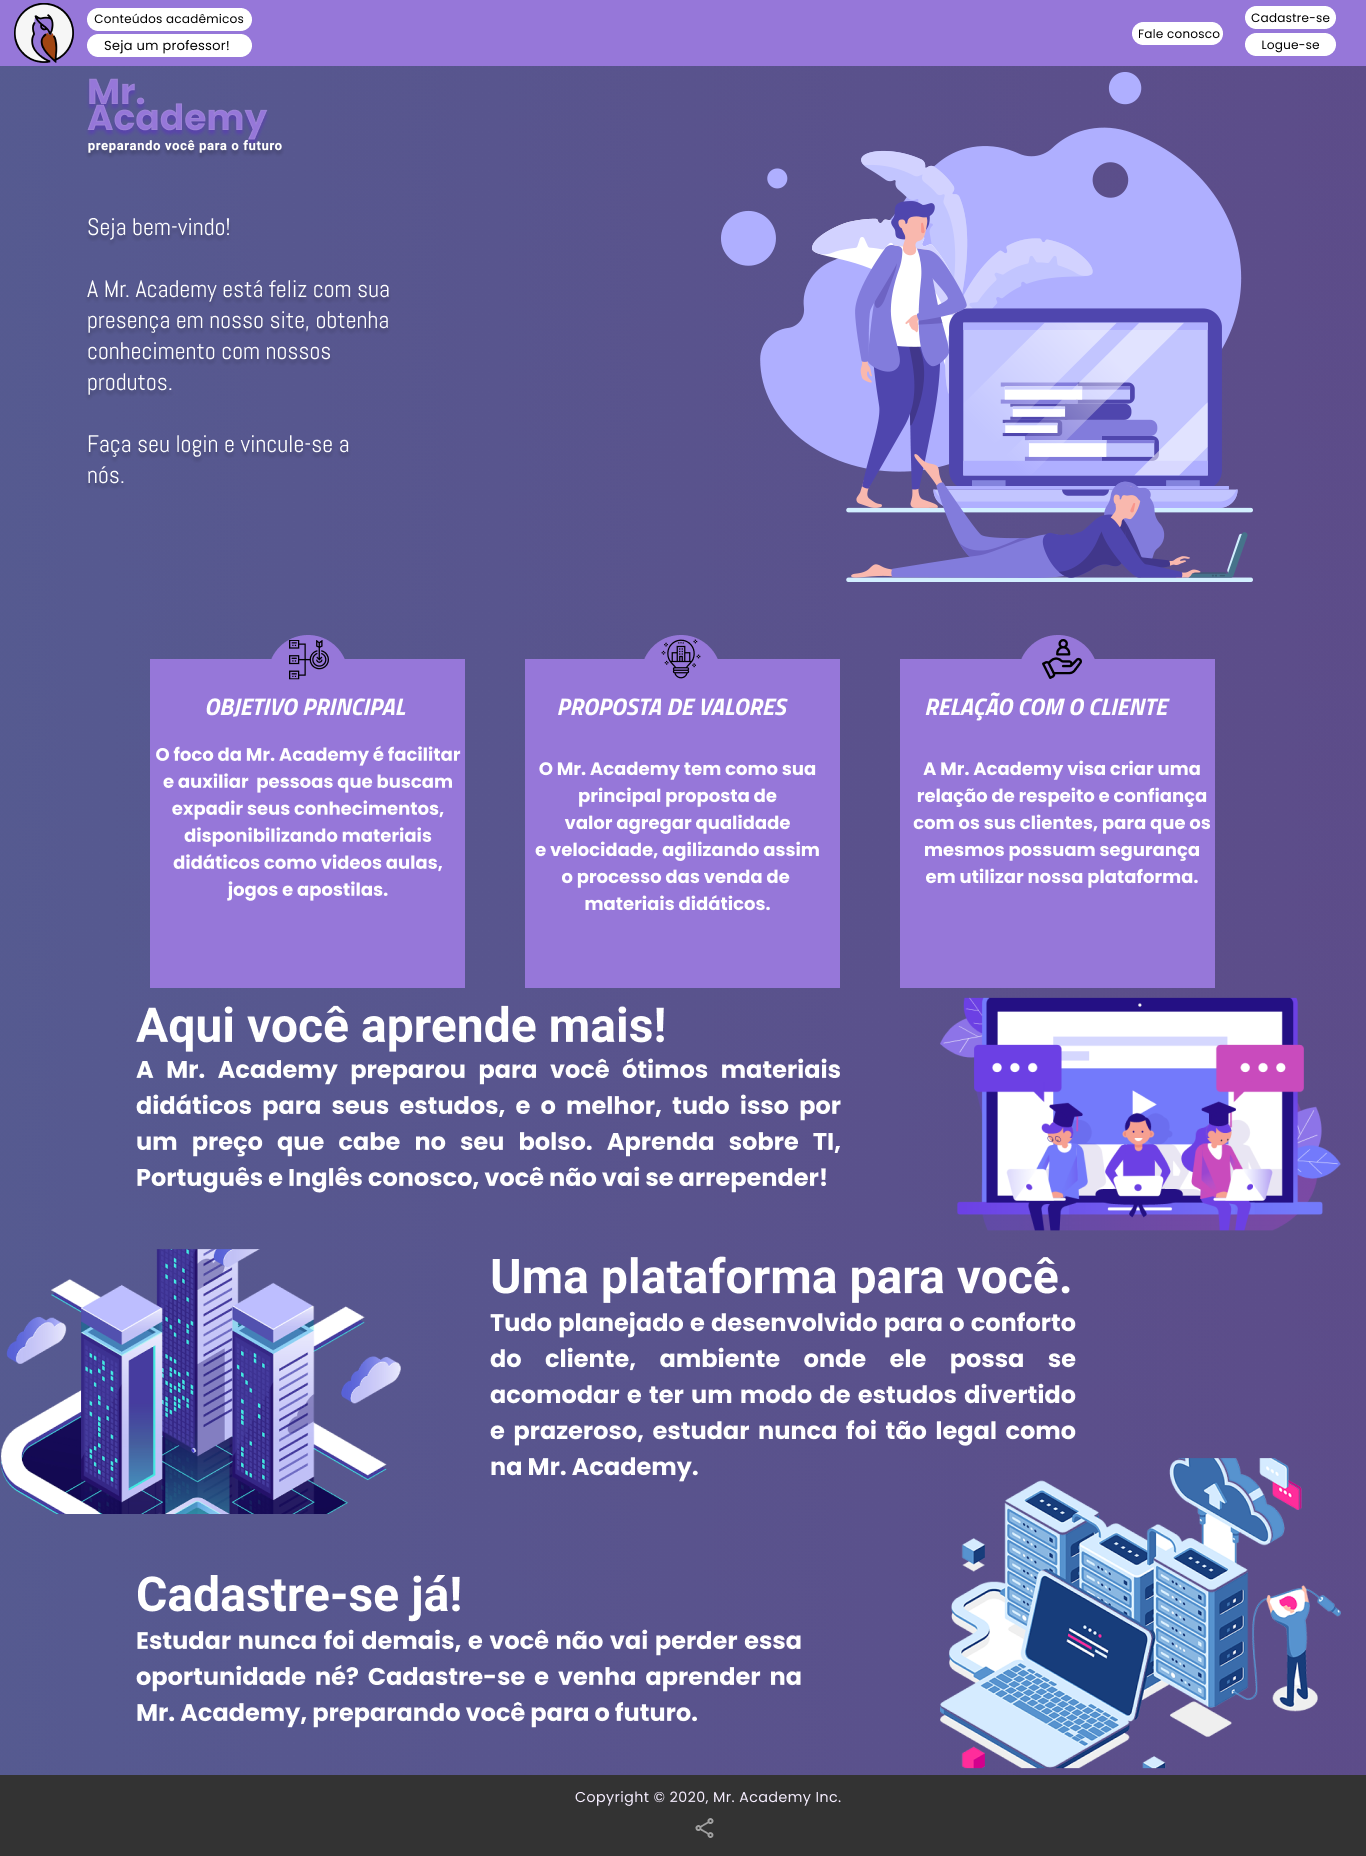 Conteúdos acadêmicos
Seja um professor!
Fale conosco
Cadastre-se
Logue-se
Mr.
Academy
preparando você para o futuro
Seja bem-vindo!
A Mr. Academy está feliz com sua
presença em nosso site, obtenha
conhecimento com nossos
produtos.
Faça seu login e vincule-se a
nós.
OBJETIVO PRINCIPAL
O foco da Mr. Academy é facilitar
e auxiliar pessoas que buscam
expadir seus conhecimentos,
disponibilizando materiais
didáticos como videos aulas,
jogos e apostilas.
PROPOSTA DE VALORES
O Mr. Academy tem como sua
principal proposta de
valor agregar qualidade
e velocidade, agilizando assim
o processo das venda de
materiais didáticos.
RELAÇÃO COM O CLIENTE
A Mr. Academy visa criar uma
relação de respeito e confiança
com os sus clientes, para que os
mesmos possuam segurança
em utilizar nossa plataforma.
Aqui você aprende mais!
A Mr. Academy preparou para você ótimos materiais
didáticos para seus estudos, e o melhor, tudo isso por
um preço que cabe no seu bolso. Aprenda sobre TI,
Português e Inglês conosco, você não vai se arrepender!
Uma plataforma para você.
Tudo planejado e desenvolvido para o conforto
do cliente, ambiente onde ele possa se
acomodar e ter um modo de estudos divertido
e prazeroso, estudar nunca foi tão legal como
na Mr. Academy.
Cadastre-se já!
Estudar nunca foi demais, e você não vai perder essa
oportunidade né? Cadastre-se e venha aprender na
Mr. Academy, preparando você para o futuro.
Copyright © 2020, Mr. Academy Inc.